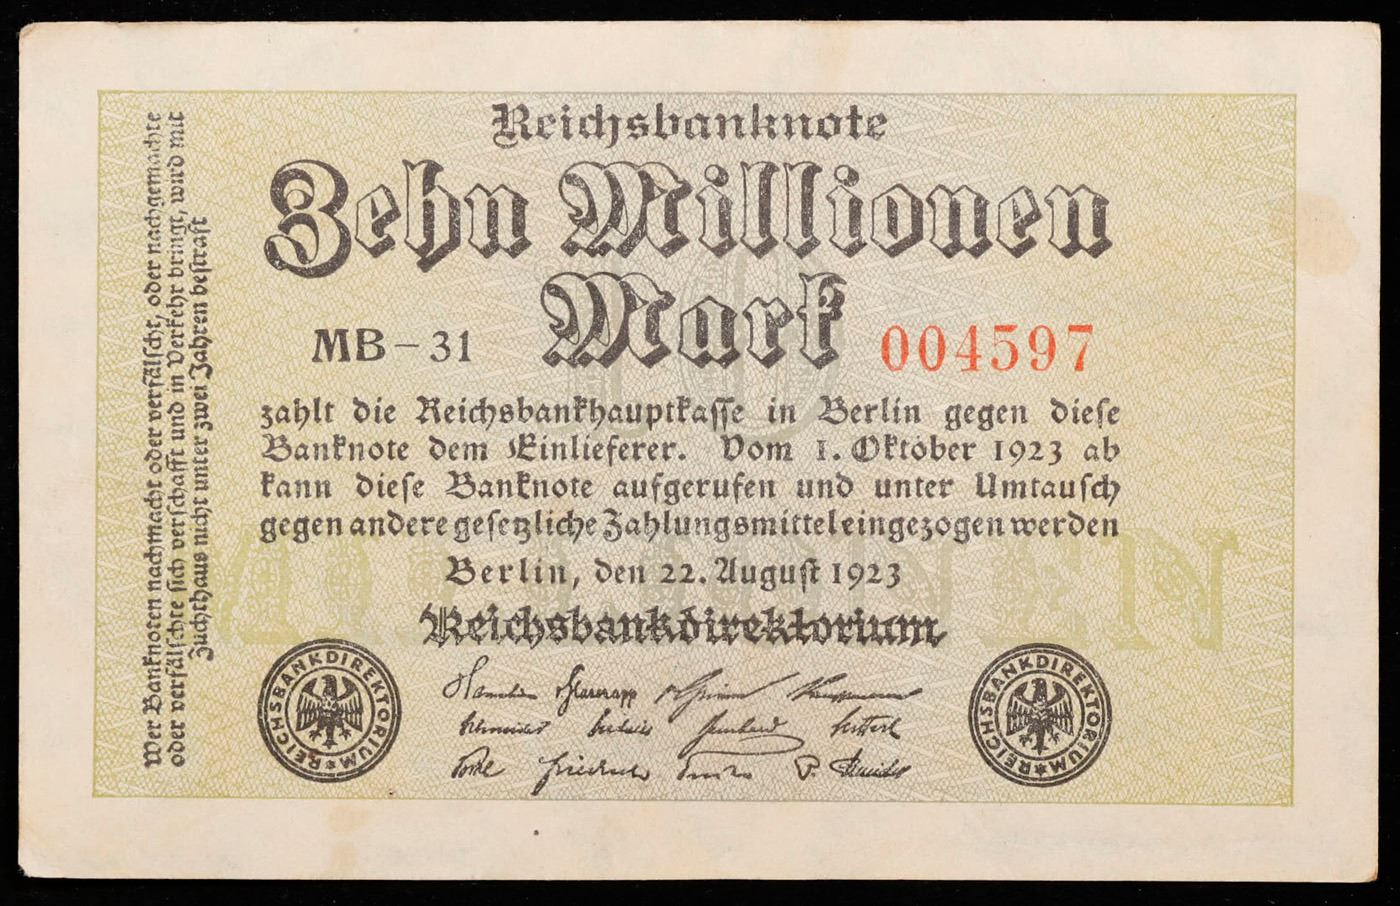 Reichsbanknote
Zehn Millionen
Mark
MB-31
004597
zahlt die Reichsbankhauptkasse in Berlin gegen diese
Banknote dem Einlieferer. Vom 1. Oktober 1923 ab
kann diese Banknote aufgerufen und unter Umtausch
gegen andere gesetzliche Zahlungsmittel eingezogen werden
Berlin, den 22. August 1923
Reichsbankdirektorium
REICHSBANKDIREKTORIUM
REICHSBANKDIREKTORIUM
Schneider
Friedrich
Wer Banknoten nachmacht oder verfälscht, oder nachgemachte
oder verfälschte sich verschafft und in Verkehr bringt, wird mit
Zuchthaus nicht unter zwei Jahren bestraft
10